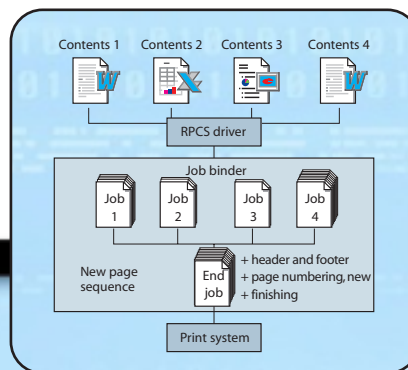 Contents 1 Contents 2 Contents 3 Contents 4
W X W
RPCS driver
Job binder
Job Job Job Job
1 2 3 4
+ header and footer
New page End + page numbering, new
sequence job + finishing
Print system